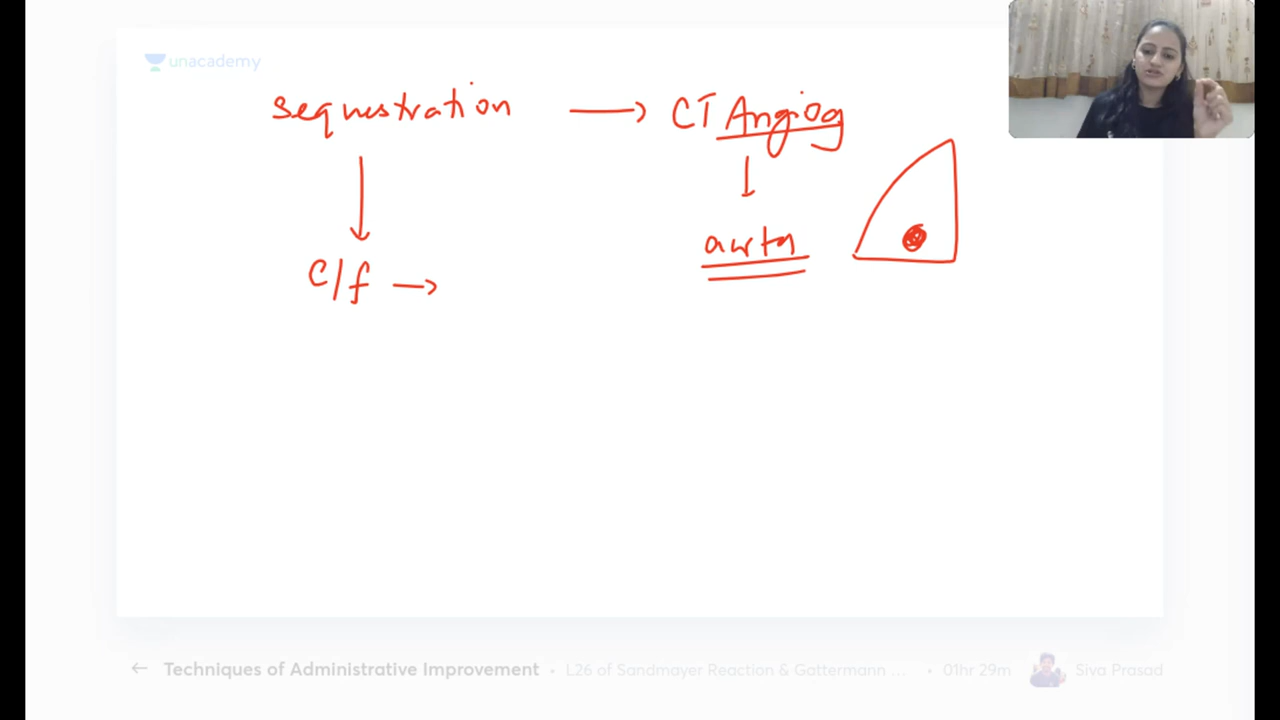 unacademy
sequestration → CT Angiog
↓ ↓
aorta
C/f →
← Techniques of Administrative Improvement • L26 of Sandmayer Reaction & Gattermann ... • 01hr 29m Siva Prasad